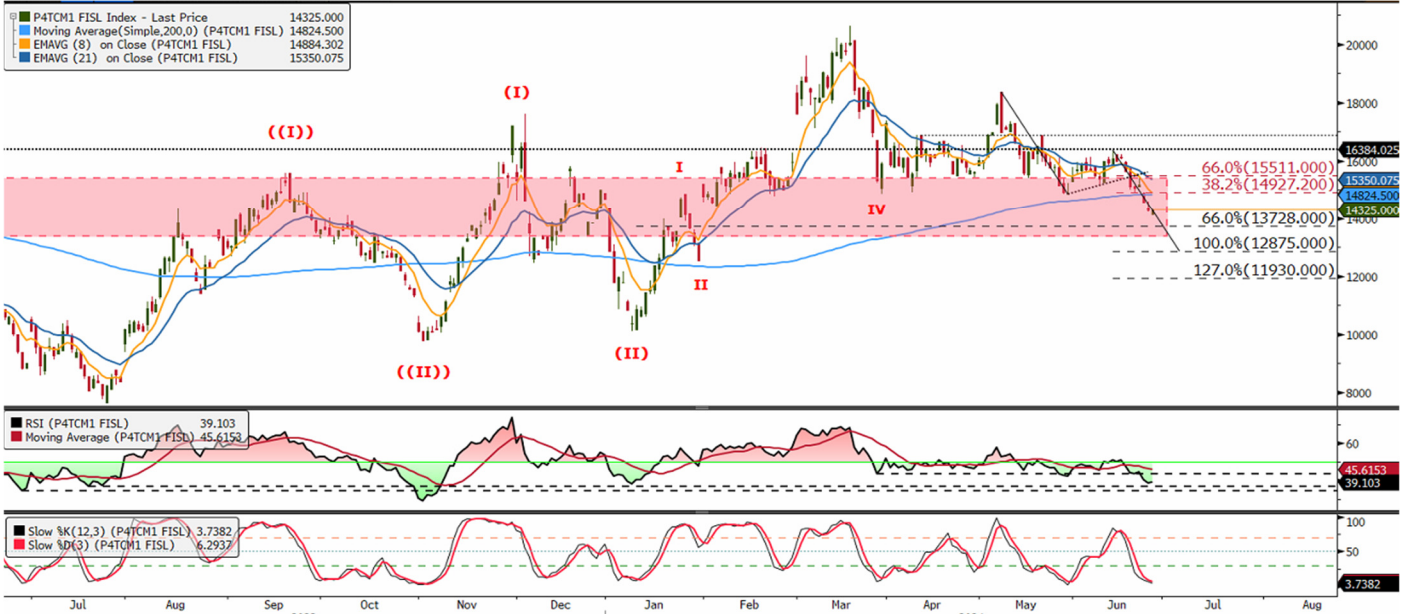 P4TCM1 FISL Index - Last Price 14325.000
Moving Average(Simple,200,0) (P4TCM1 FISL) 14824.500
EMAVG (8) on Close (P4TCM1 FISL) 14884.302
EMAVG (21) on Close (P4TCM1 FISL) 15350.075
((I))
(I)
I
IV
II
((II))
(II)
20000
18000
16384.025
16000
66.0%(15511.000)
15350.075
38.2%(14927.200)
14824.500
14325.000
66.0%(13728.000)
100.0%(12875.000)
12000
127.0%(11930.000)
10000
8000
RSI (P4TCM1 FISL) 39.103
Moving Average (P4TCM1 FISL) 45.6153
60
45.6153
39.103
Slow %K(12,3) (P4TCM1 FISL) 3.7382
Slow %D(3) (P4TCM1 FISL) 6.2937
100
50
3.7382
Jul Aug Sep Oct Nov Dec Jan Feb Mar Apr May Jun Jul Aug